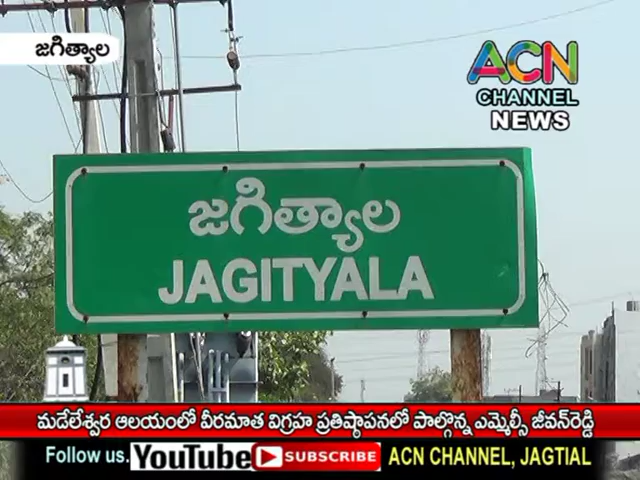 జగిత్యాల
ACN
CHANNEL
NEWS
జగిత్యాల
JAGITYALA
మడేలేశ్వర ఆలయంలో వీరమాత విగ్రహ ప్రతిష్ఠాపనలో పాల్గొన్న ఎమ్మెల్సీ జీవన్‌రెడ్డి
Follow us. YouTube SUBSCRIBE ACN CHANNEL, JAGTIAL